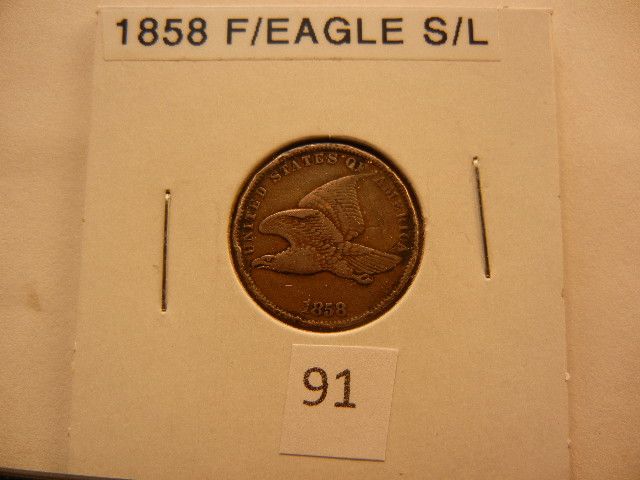 1858 F/EAGLE S/L
UNITED STATES OF AMERICA
1858
91